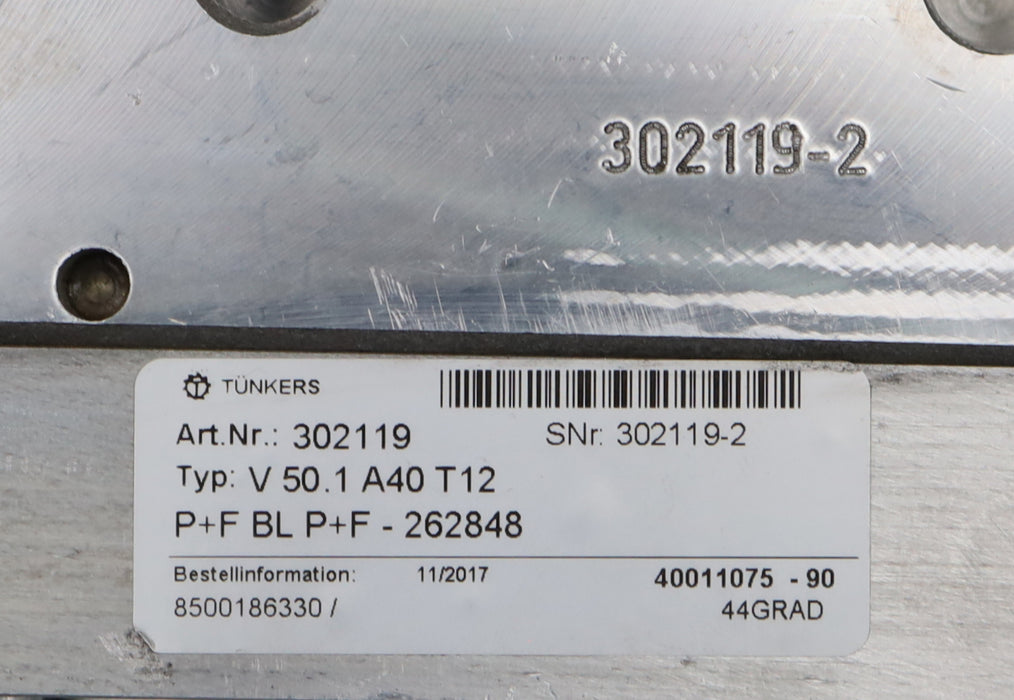 302119-2
TÜNKERS
Art.Nr.: 302119 SNr: 302119-2
Typ: V 50.1 A40 T12
P+F BL P+F - 262848
Bestellinformation: 11/2017 40011075 - 90
8500186330 / 44GRAD